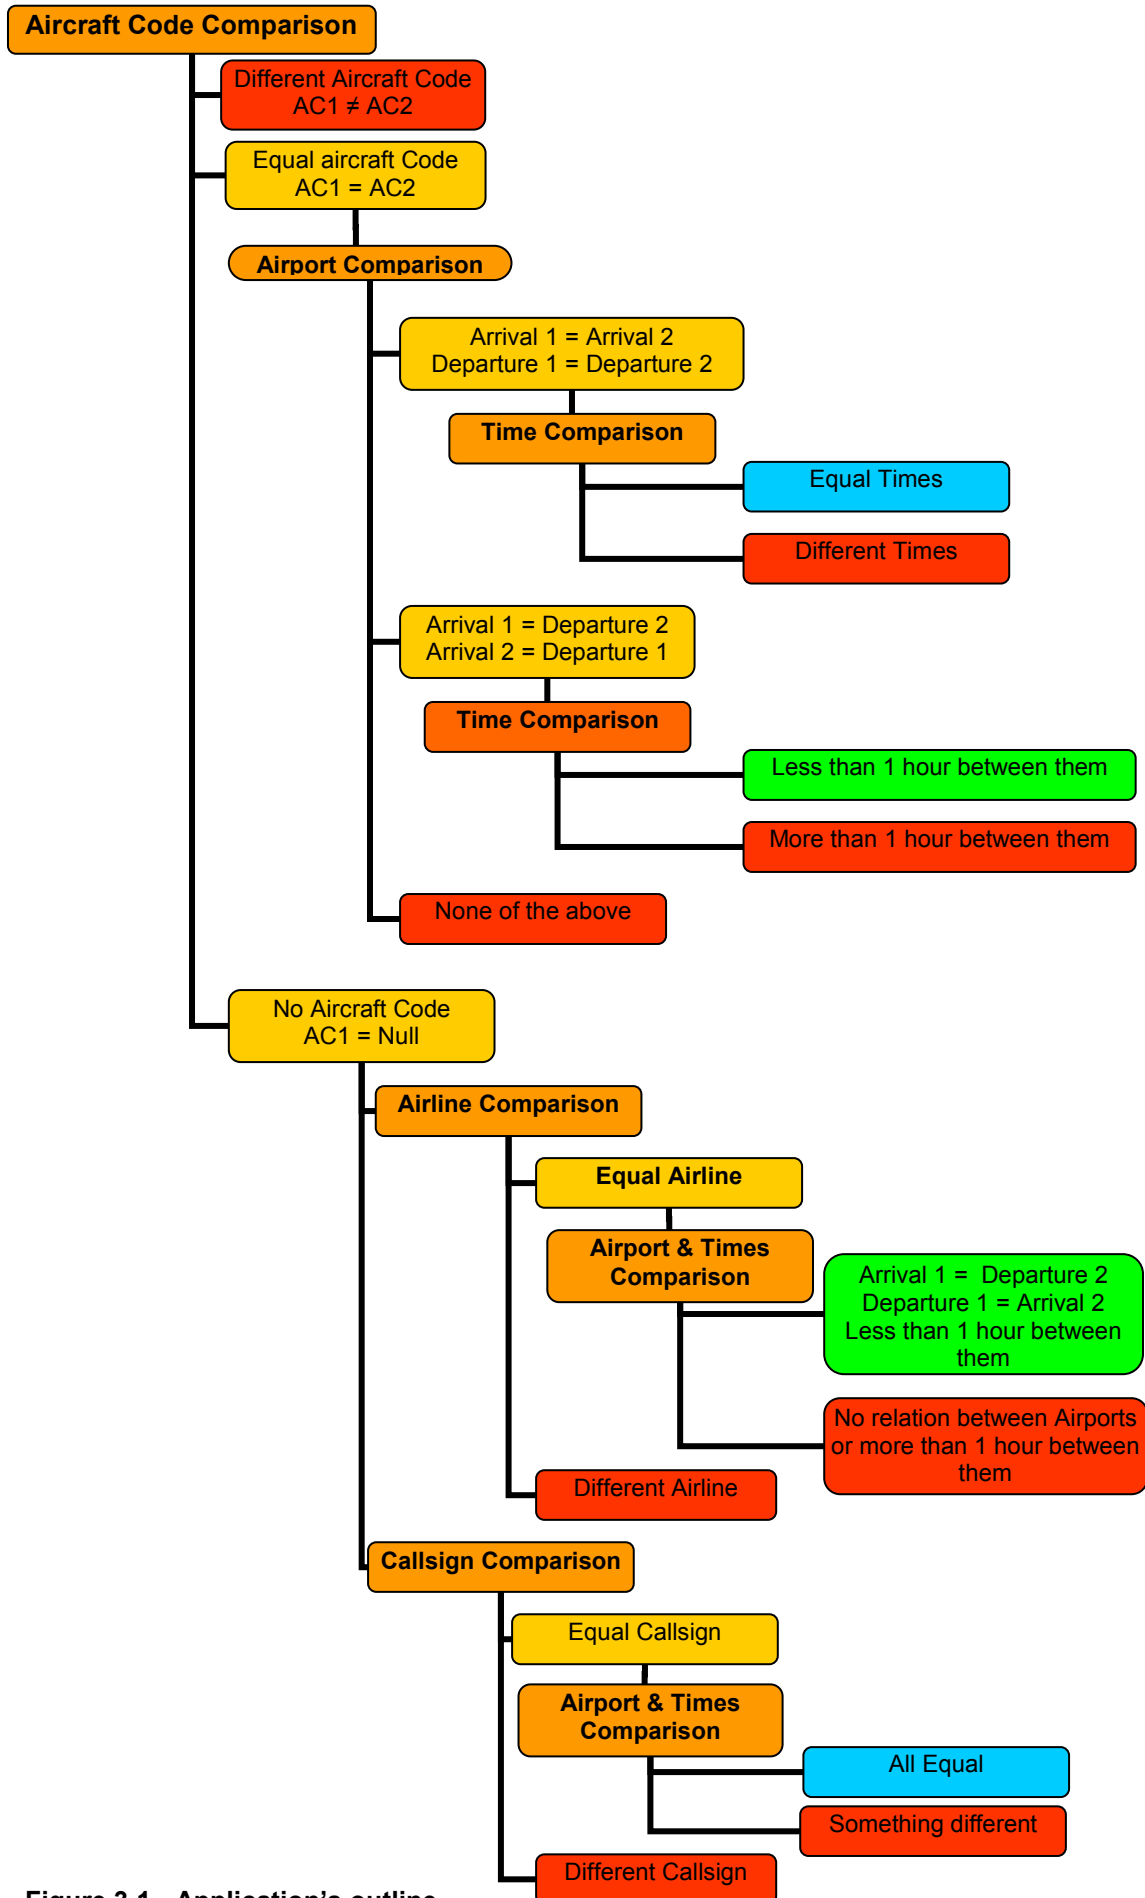 Aircraft Code Comparison
Different Aircraft Code
AC1 ≠ AC2
Equal aircraft Code
AC1 = AC2
Airport Comparison
Arrival 1 = Arrival 2
Departure 1 = Departure 2
Time Comparison
Equal Times
Different Times
Arrival 1 = Departure 2
Arrival 2 = Departure 1
Time Comparison
Less than 1 hour between them
More than 1 hour between them
None of the above
No Aircraft Code
AC1 = Null
Airline Comparison
Equal Airline
Airport & Times
Comparison
Arrival 1 = Departure 2
Departure 1 = Arrival 2
Less than 1 hour between
them
No relation between Airports
or more than 1 hour between
them
Different Airline
Callsign Comparison
Equal Callsign
Airport & Times
Comparison
All Equal
Something different
Different Callsign
Figure 3.1 Application's outline